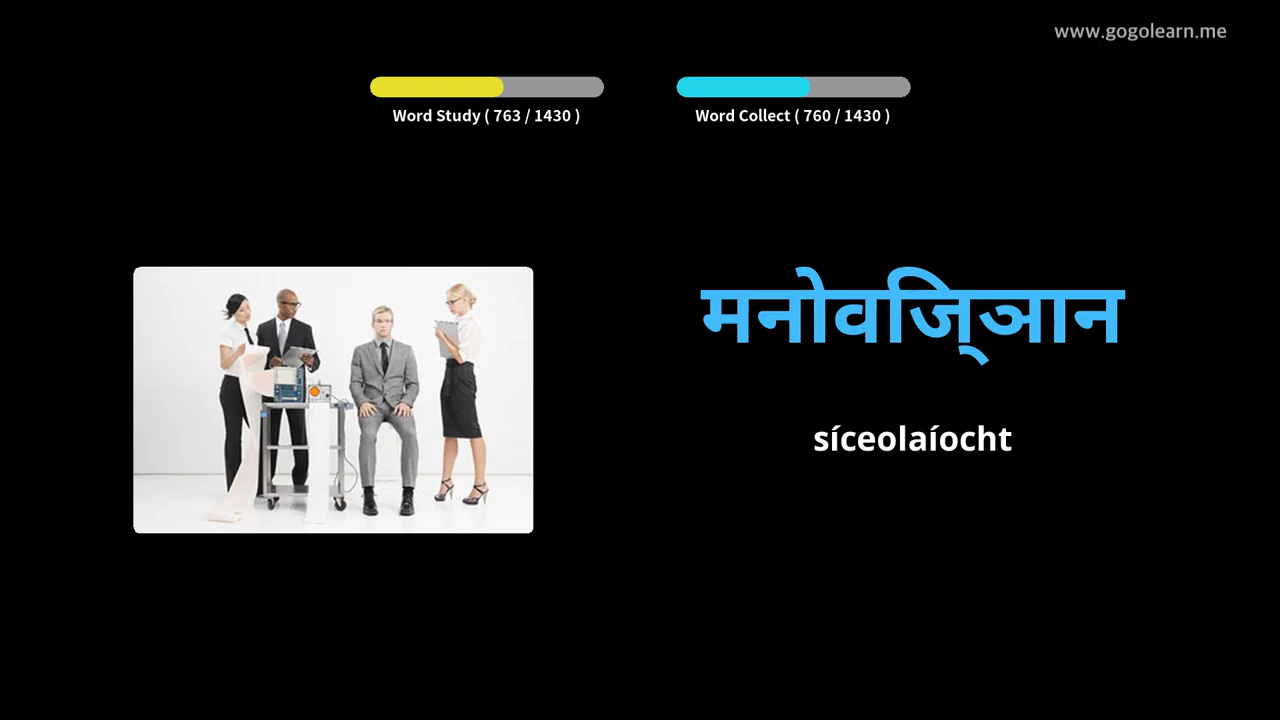 www.gogolearn.me
Word Study ( 763 / 1430 )
Word Collect ( 760 / 1430 )
मनोवजि्ञान
síceolaíocht